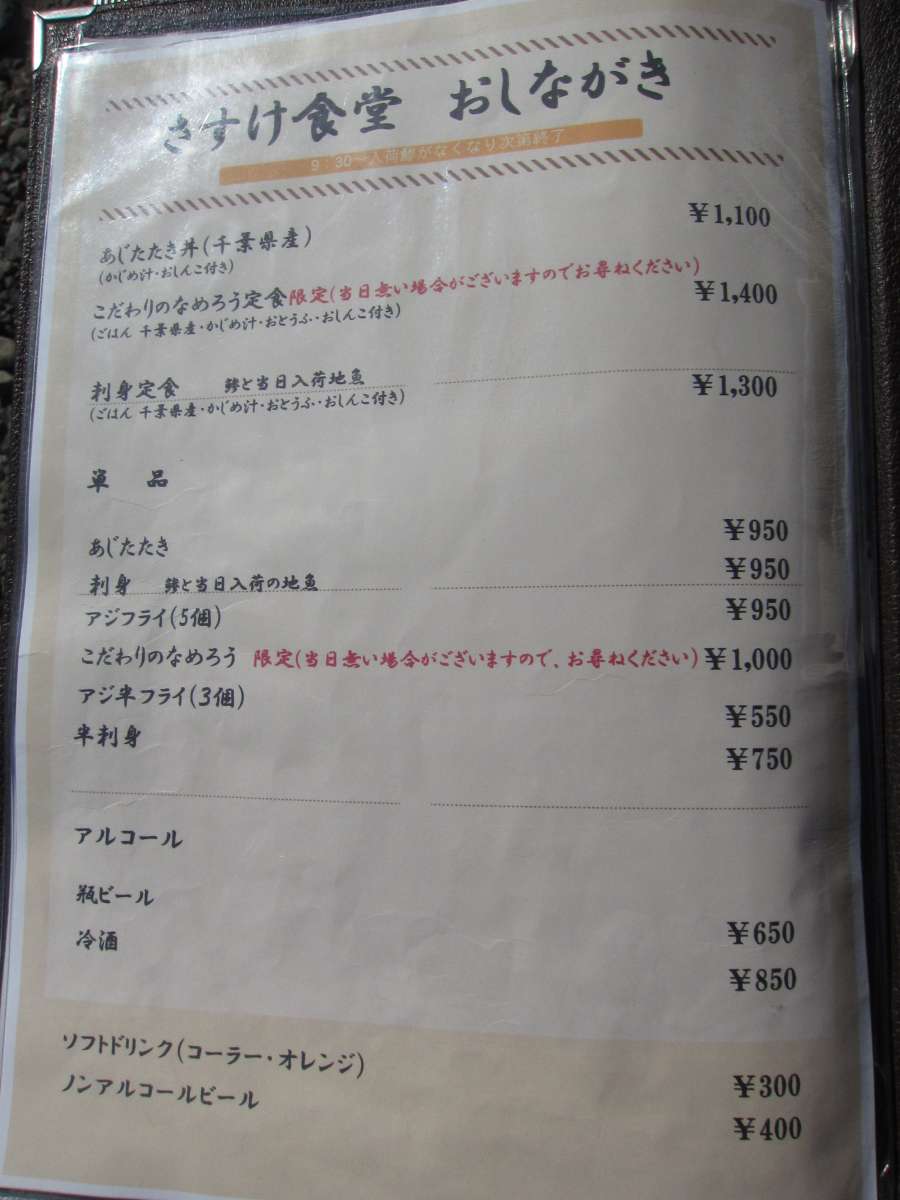 さすけ食堂 おしながき
9：30～入荷鯵がなくなり次第終了
あじたたき丼(千葉県産) ￥1,100
(かじめ汁・おしんこ付き)
こだわりのなめろう定食限定(当日無い場合がございますのでお尋ねください) ￥1,400
(ごはん 千葉県産・かじめ汁・おとうふ・おしんこ付き)
刺身定食 鯵と当日入荷地魚 ￥1,300
(ごはん 千葉県産・かじめ汁・おとうふ・おしんこ付き)
単 品
あじたたき ￥950
刺身 鯵と当日入荷の地魚 ￥950
アジフライ(5個) ￥950
こだわりのなめろう 限定(当日無い場合がございますので、お尋ねください) ￥1,000
アジ半フライ(3個) ￥550
半刺身 ￥750
アルコール
瓶ビール ￥650
冷酒 ￥850
ソフトドリンク(コーラー・オレンジ) ￥300
ノンアルコールビール ￥400